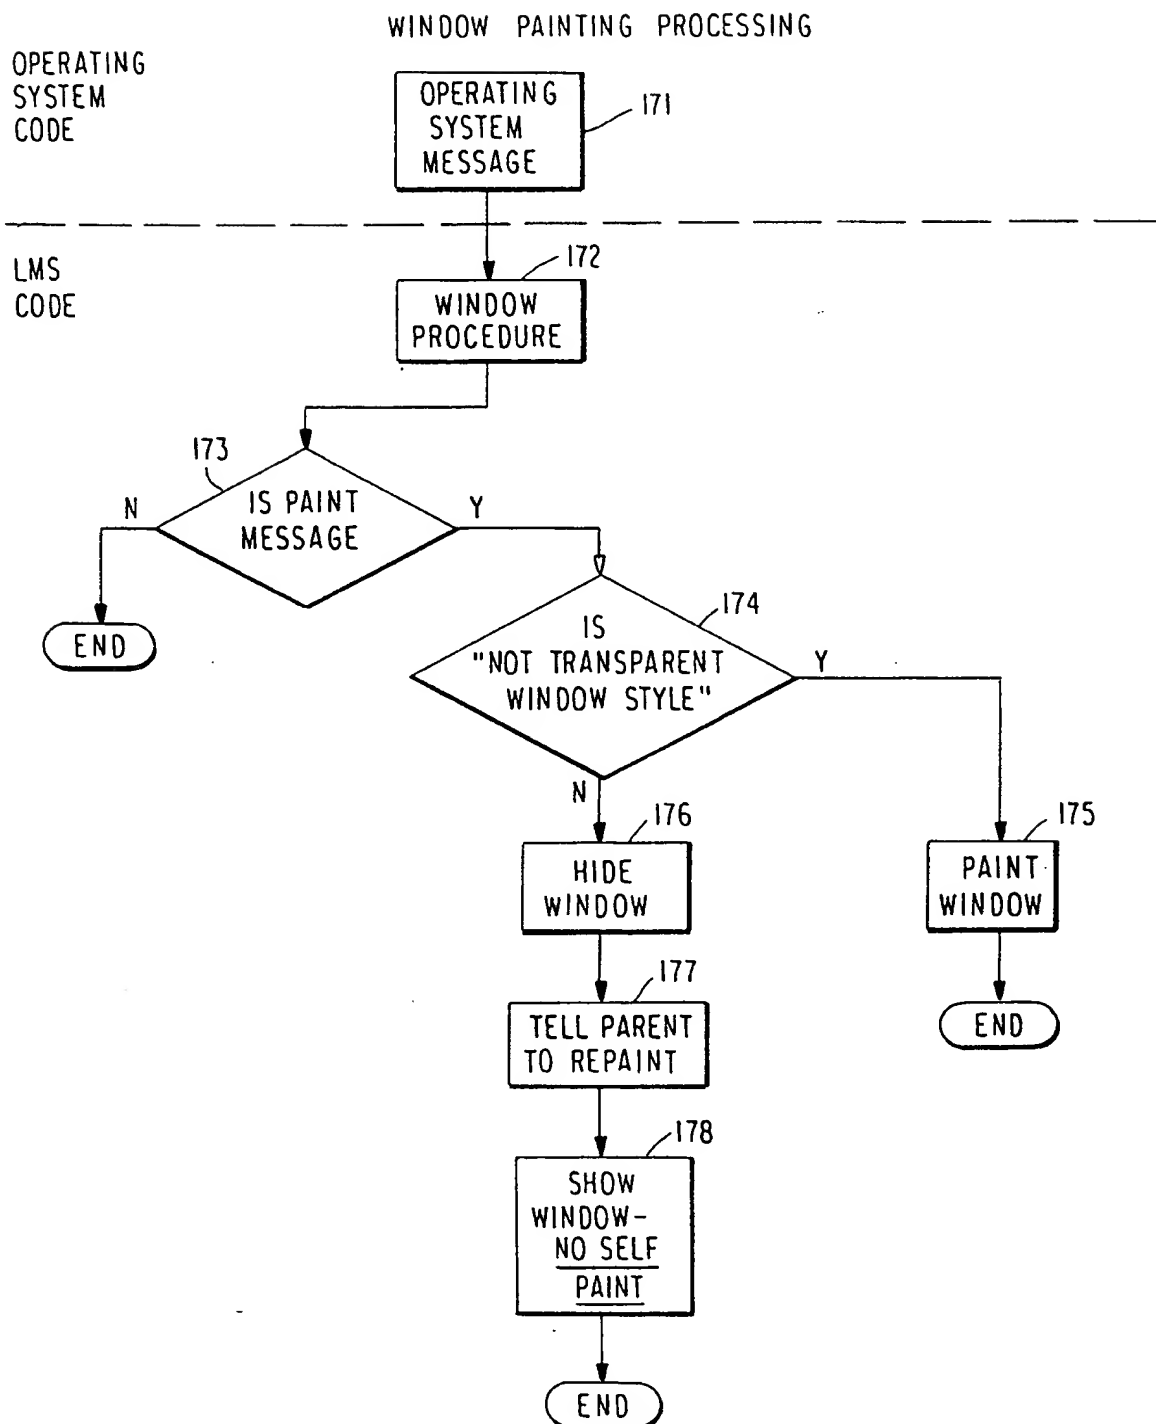 WINDOW PAINTING PROCESSING
OPERATING
SYSTEM
CODE
OPERATING
SYSTEM
MESSAGE
171
LMS
CODE
172
WINDOW
PROCEDURE
173
N
IS PAINT
MESSAGE
Y
END
174
IS
"NOT TRANSPARENT
WINDOW STYLE"
Y
N
176
HIDE
WINDOW
175
PAINT
WINDOW
177
TELL PARENT
TO REPAINT
END
178
SHOW
WINDOW-
NO SELF
PAINT
END